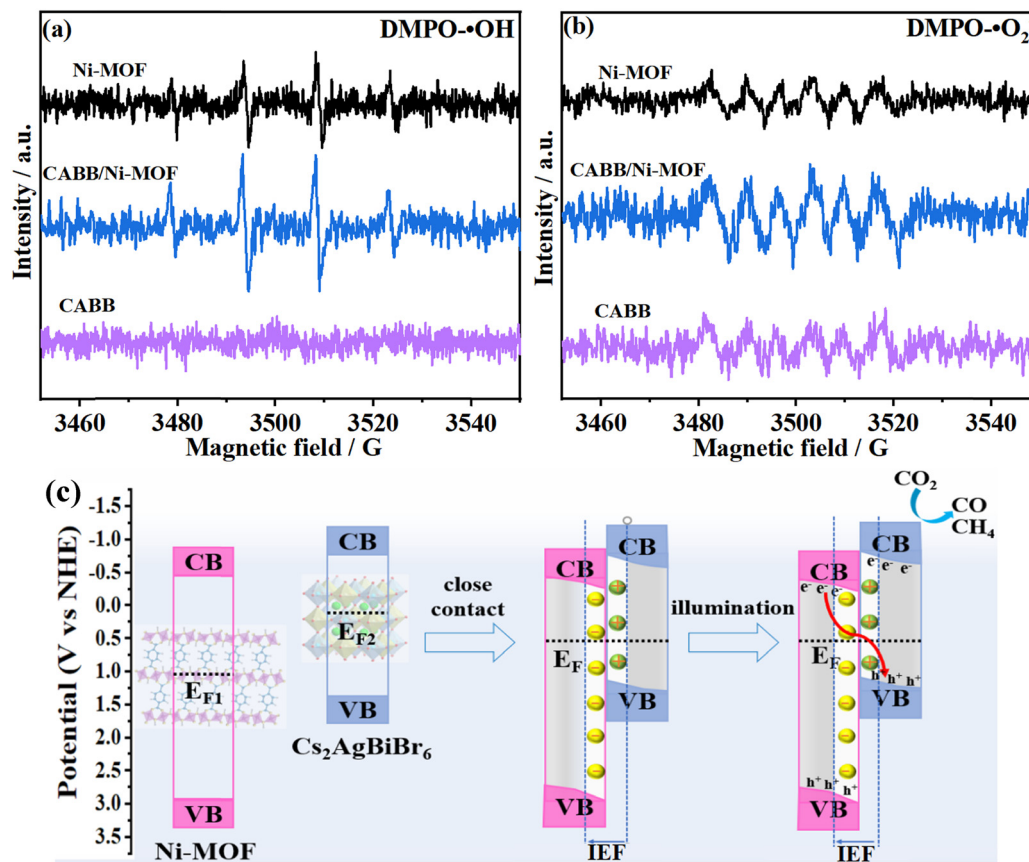 (a)
DMPO-•OH
Ni-MOF
CABB/Ni-MOF
CABB
Intensity / a.u.
3460 3480 3500 3520 3540
Magnetic field / G
(b)
DMPO-•O2
Ni-MOF
CABB/Ni-MOF
CABB
Intensity / a.u.
3460 3480 3500 3520 3540
Magnetic field / G
(c)
Potential (V vs NHE)
-1.5
-1.0
-0.5
0.0
0.5
1.0
1.5
2.0
2.5
3.0
3.5
CB
EF1
VB
Ni-MOF
CB
EF2
VB
Cs2AgBiBr6
close
contact
CB
CB
EF
VB
VB
IEF
illumination
CO2
CO
CH4
CB
CB
e- e- e-
e- e- e-
EF
h h+ h+
VB
h+ h+ h+
VB
IEF